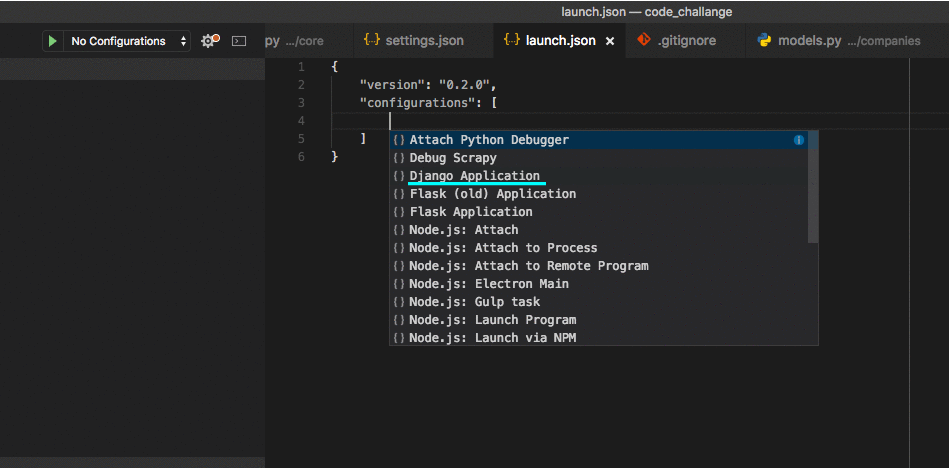 launch.json — code_challange
No Configurations
py .../core
{} settings.json
{} launch.json ×
.gitignore
models.py .../companies
1 {
2 "version": "0.2.0",
3 "configurations": [
4
5 ]
6 }
{} Attach Python Debugger
{} Debug Scrapy
{} Django Application
{} Flask (old) Application
{} Flask Application
{} Node.js: Attach
{} Node.js: Attach to Process
{} Node.js: Attach to Remote Program
{} Node.js: Electron Main
{} Node.js: Gulp task
{} Node.js: Launch Program
{} Node.js: Launch via NPM